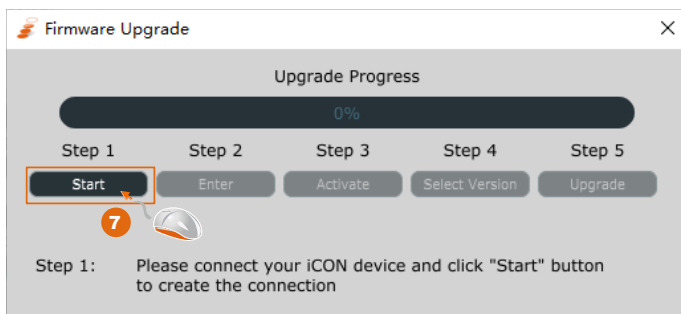 Firmware Upgrade
Upgrade Progress
0%
Step 1 Step 2 Step 3 Step 4 Step 5
Start Enter Activate Select Version Upgrade
7
Step 1: Please connect your iCON device and click "Start" button
to create the connection